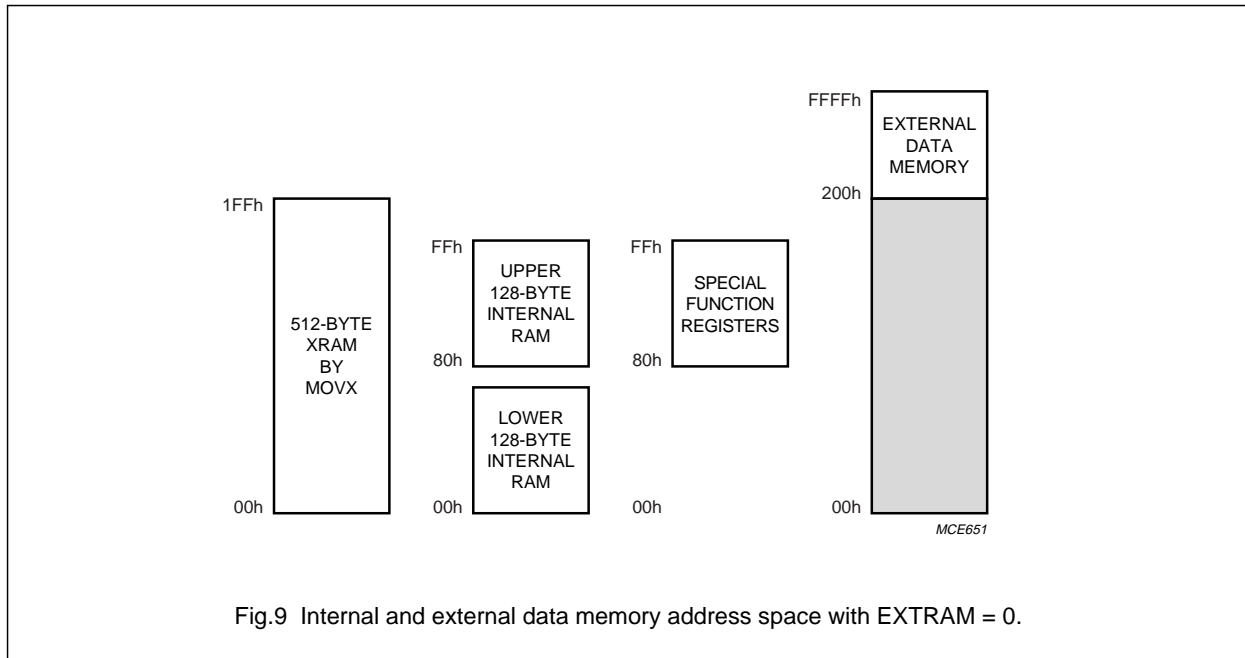 FFFFh
EXTERNAL
DATA
MEMORY
200h
1FFh
512-BYTE
XRAM
BY
MOVX
00h
FFh
UPPER
128-BYTE
INTERNAL
RAM
80h
LOWER
128-BYTE
INTERNAL
RAM
00h
FFh
SPECIAL
FUNCTION
REGISTERS
80h
00h
00h
MCE651
Fig.9 Internal and external data memory address space with EXTRAM = 0.